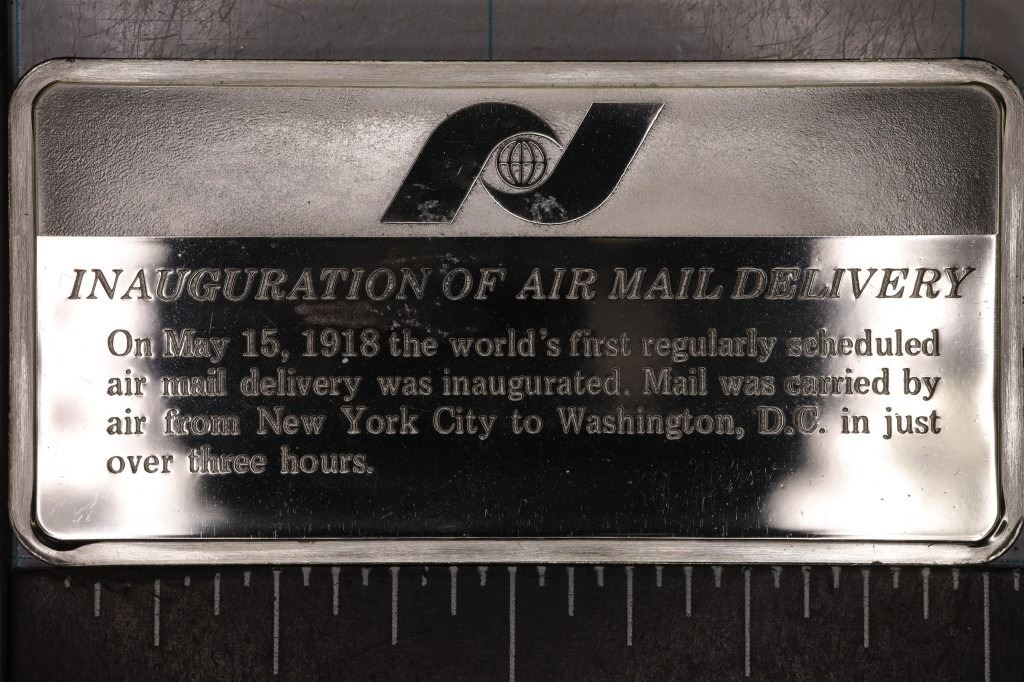 INAUGURATION OF AIR MAIL DELIVERY
On May 15, 1918 the world's first regularly scheduled
air mail delivery was inaugurated. Mail was carried by
air from New York City to Washington, D.C. in just
over three hours.